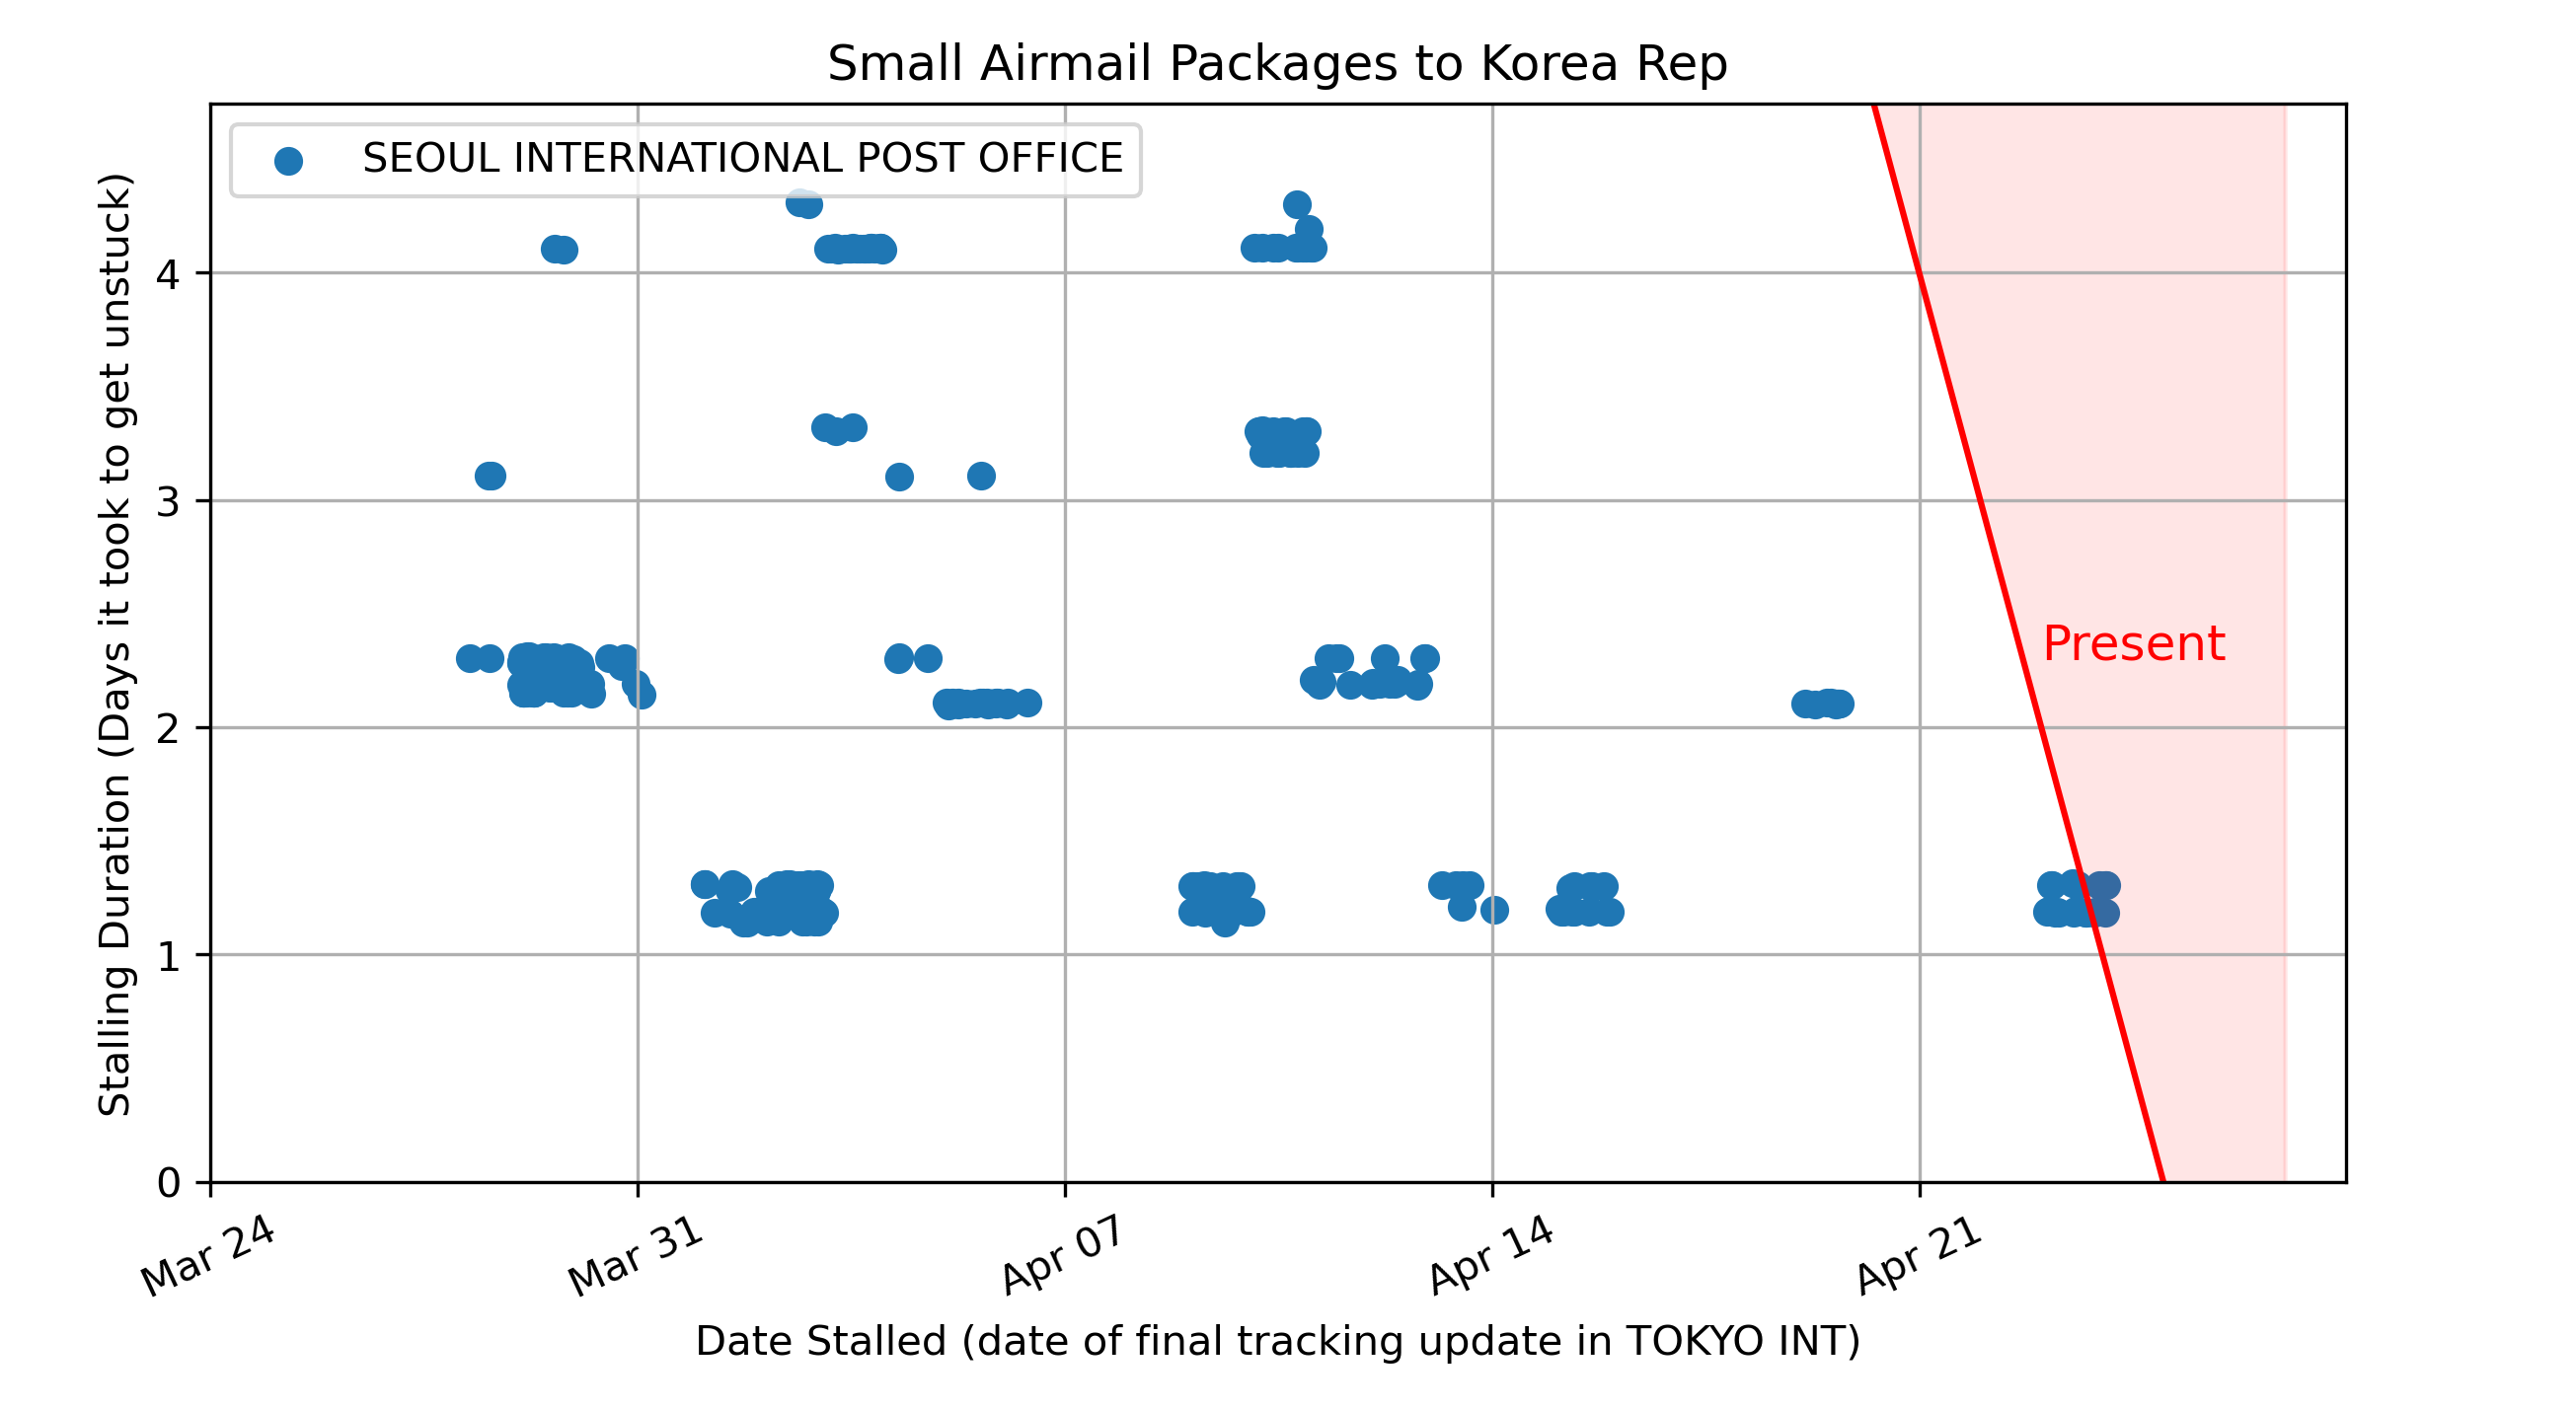 Small Airmail Packages to Korea Rep
SEOUL INTERNATIONAL POST OFFICE
Stalling Duration (Days it took to get unstuck)
4
3
2
1
0
Present
Mar 24
Mar 31
Apr 07
Apr 14
Apr 21
Date Stalled (date of final tracking update in TOKYO INT)